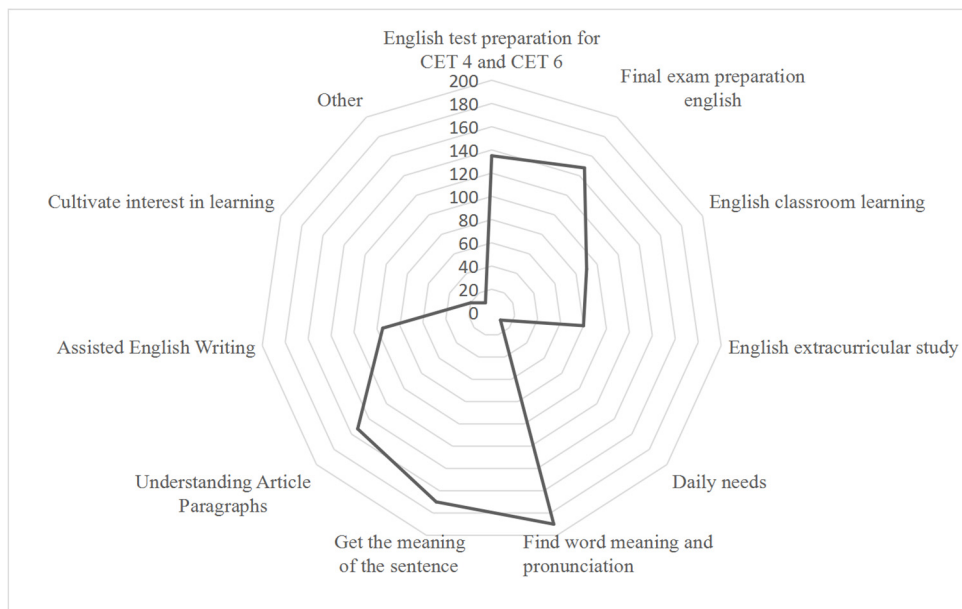 English test preparation for
CET 4 and CET 6
Final exam preparation
english
English classroom learning
English extracurricular study
Daily needs
Find word meaning and
pronunciation
Get the meaning
of the sentence
Understanding Article
Paragraphs
Assisted English Writing
Cultivate interest in learning
Other
200
180
160
140
120
100
80
60
40
20
0